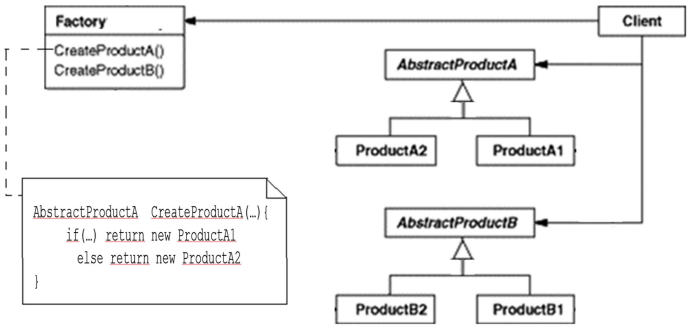 Factory
Client
CreateProductA()
CreateProductB()
AbstractProductA
ProductA2
ProductA1
AbstractProductA CreateProductA(…){
if(…) return new ProductA1
else return new ProductA2
}
AbstractProductB
ProductB2
ProductB1